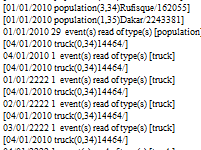 [01/01/2010 population(3,34)Rufisque/162055]
[01/01/2010 population(1,35)Dakar/2243381]
01/01/2010 29 event(s) read of type(s) [population]
[04/01/2010 truck(0,34)14464/]
04/01/2010 1 event(s) read of type(s) [truck]
[04/01/2010 truck(0,34)14464/]
01/01/2222 1 event(s) read of type(s) [truck]
[04/01/2010 truck(0,34)14464/]
02/01/2222 1 event(s) read of type(s) [truck]
[04/01/2010 truck(0,34)14464/]
03/01/2222 1 event(s) read of type(s) [truck]
[04/01/2010 truck(0,34)14464/]